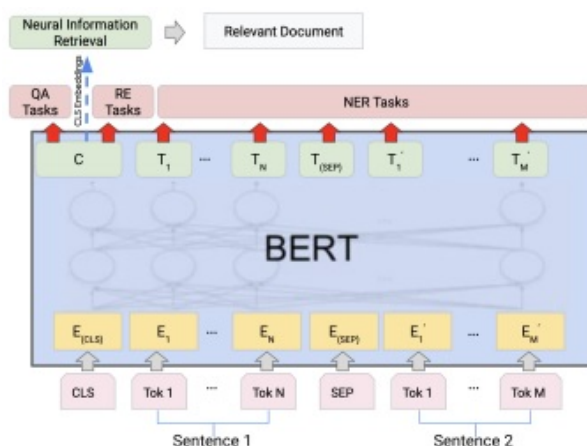 Neural Information
Retrieval
Relevant Document
CLS Embeddings
QA
Tasks
RE
Tasks
NER Tasks
C T1 ... TN T(SEP) T1' ... TM'
BERT
E(CLS) E1 ... EN E(SEP) E1' ... EM'
CLS Tok 1 ... Tok N SEP Tok 1 ... Tok M
Sentence 1 Sentence 2